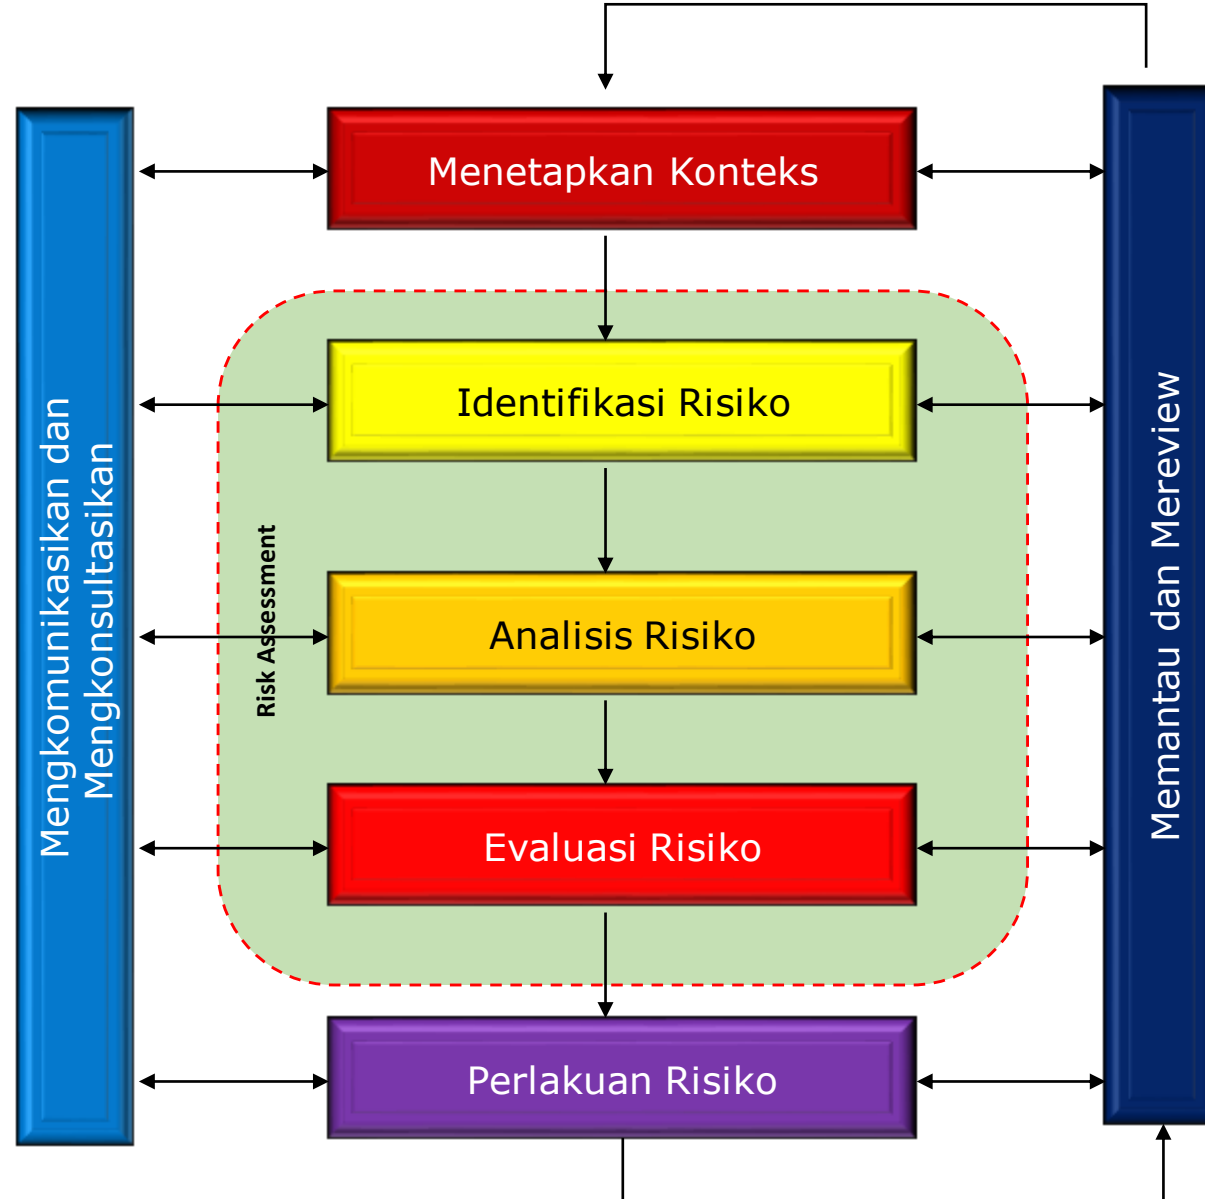 Menetapkan Konteks
Identifikasi Risiko
Analisis Risiko
Evaluasi Risiko
Perlakuan Risiko
Mengkomunikasikan dan
Mengkonsultasikan
Risk Assessment
Memantau dan Mereview